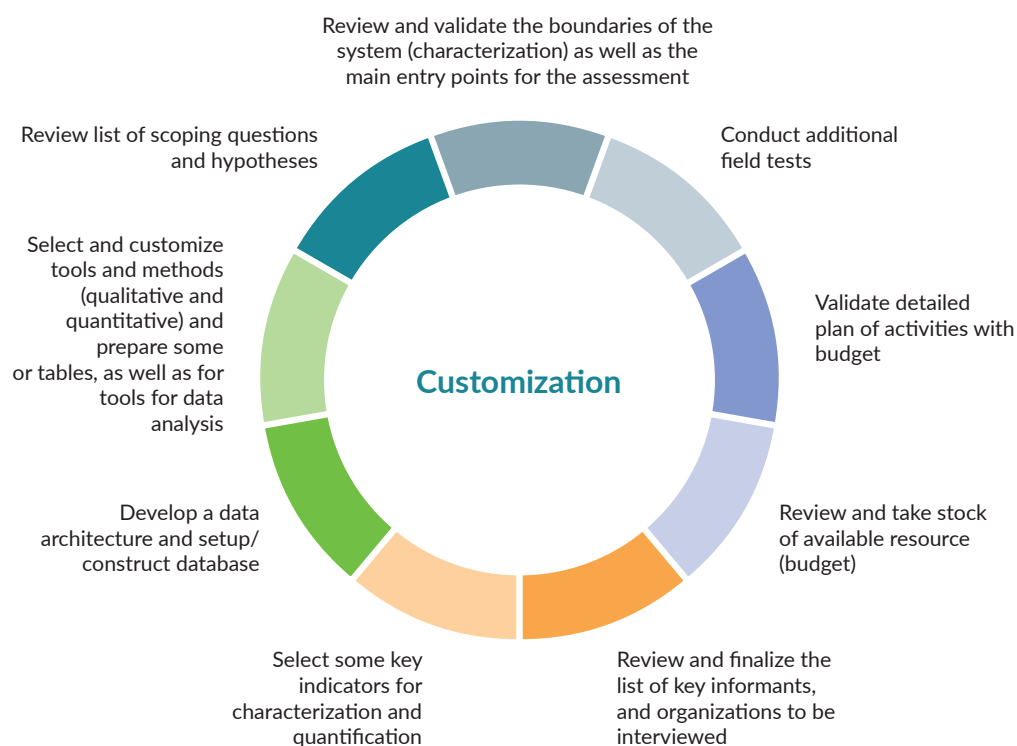 Review and validate the boundaries of the
system (characterization) as well as the
main entry points for the assessment
Conduct additional
field tests
Validate detailed
plan of activities with
budget
Review and take stock
of available resource
(budget)
Review and finalize the
list of key informants,
and organizations to be
interviewed
Select some key
indicators for
characterization and
quantification
Develop a data
architecture and setup/
construct database
Select and customize
tools and methods
(qualitative and
quantitative) and
prepare some
or tables, as well as for
tools for data
analysis
Review list of scoping questions
and hypotheses
Customization